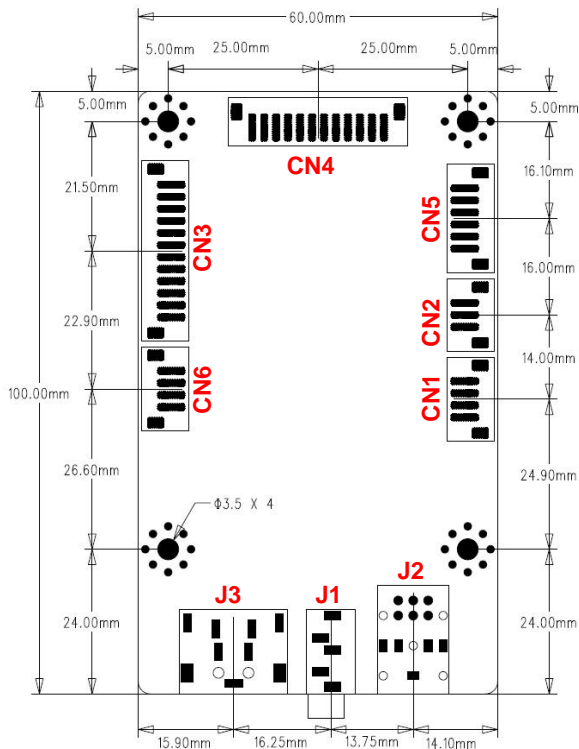 60.00mm
5.00mm
25.00mm
25.00mm
5.00mm
5.00mm
5.00mm
CN4
21.50mm
16.10mm
CN3
CN5
16.00mm
22.90mm
CN2
14.00mm
100.00mm
CN6
CN1
26.60mm
24.90mm
Φ3.5 X 4
J3
J1
J2
24.00mm
24.00mm
15.90mm
16.25mm
13.75mm
14.10mm